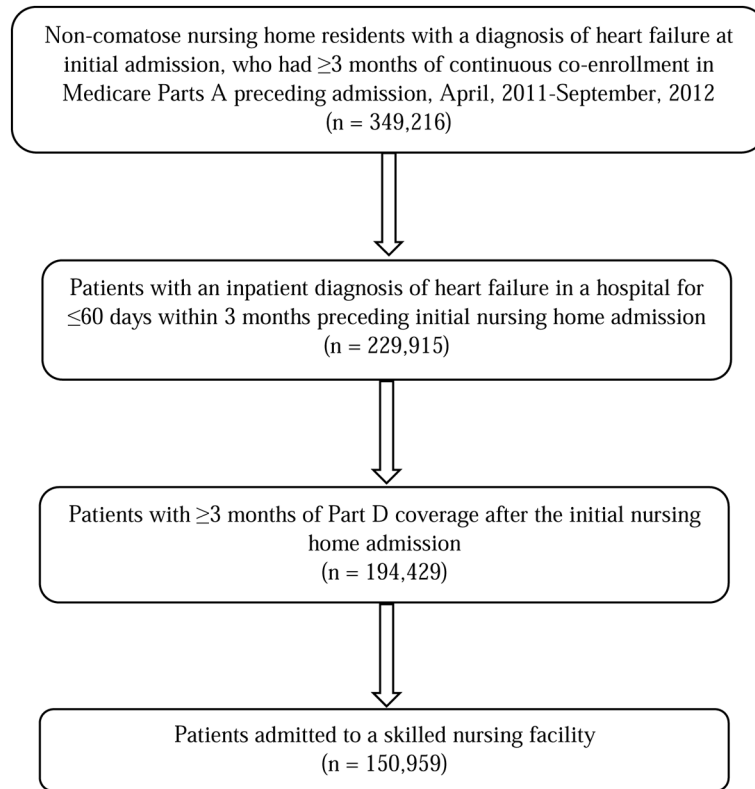 Non-comatose nursing home residents with a diagnosis of heart failure at
initial admission, who had ≥3 months of continuous co-enrollment in
Medicare Parts A preceding admission, April, 2011-September, 2012
(n = 349,216)
Patients with an inpatient diagnosis of heart failure in a hospital for
≤60 days within 3 months preceding initial nursing home admission
(n = 229,915)
Patients with ≥3 months of Part D coverage after the initial nursing
home admission
(n = 194,429)
Patients admitted to a skilled nursing facility
(n = 150,959)